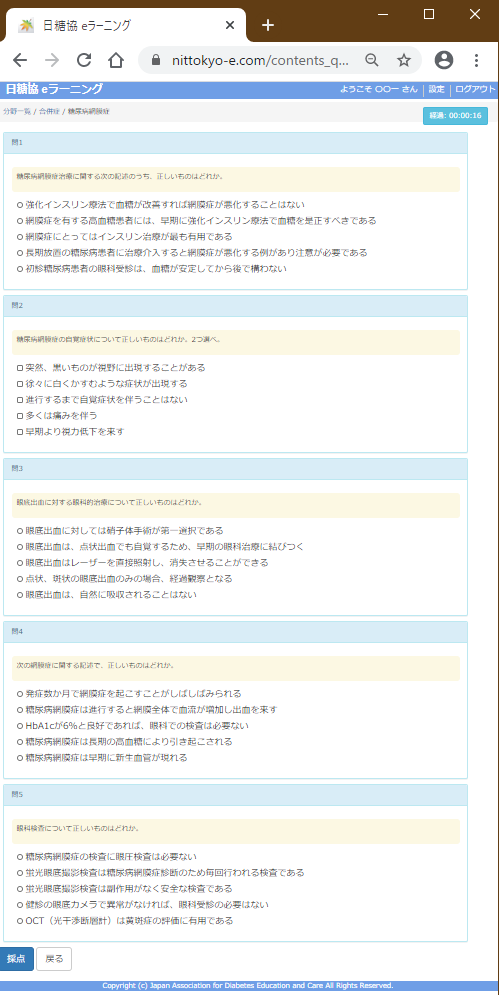 日糖協 eラーニング
nittokyo-e.com/contents_q...
日糖協 eラーニング
ようこそ 〇〇ー さん 設定 ログアウト
分野一覧 / 合併症 / 糖尿病網膜症
経過: 00:00:16
問1
糖尿病網膜症治療に関する次の記述のうち、正しいものはどれか。
強化インスリン療法で血糖が改善すれば網膜症が悪化することはない
網膜症を有する高血糖患者には、早期に強化インスリン療法で血糖を是正すべきである
網膜症にとってはインスリン治療が最も有用である
長期放置の糖尿病患者に治療介入すると網膜症が悪化する例があり注意が必要である
初診糖尿病患者の眼科受診は、血糖が安定してから後で構わない
問2
糖尿病網膜症の自覚症状について正しいものはどれか。2つ選べ。
突然、黒いものが視野に出現することがある
徐々に白くかすむような症状が出現する
進行するまで自覚症状を伴うことはない
多くは痛みを伴う
早期より視力低下を来す
問3
眼底出血に対する眼科的治療について正しいものはどれか。
眼底出血に対しては硝子体手術が第一選択である
眼底出血は、点状出血でも自覚するため、早期の眼科治療に結びつく
眼底出血はレーザーを直接照射し、消失させることができる
点状、斑状の眼底出血のみの場合、経過観察となる
眼底出血は、自然に吸収されることはない
問4
次の網膜症に関する記述で、正しいものはどれか。
発症数か月で網膜症を起こすことがしばしばみられる
糖尿病網膜症は進行すると網膜全体で血流が増加し出血を来す
HbA1cが6%と良好であれば、眼科での検査は必要ない
糖尿病網膜症は長期の高血糖により引き起こされる
糖尿病網膜症は早期に新生血管が現れる
問5
眼科検査について正しいものはどれか。
糖尿病網膜症の検査に眼圧検査は必要ない
蛍光眼底撮影検査は糖尿病網膜症診断のため毎回行われる検査である
蛍光眼底撮影検査は副作用がなく安全な検査である
健診の眼底カメラで異常がなければ、眼科受診の必要はない
OCT（光干渉断層計）は黄斑症の評価に有用である
採点 戻る
Copyright (c) Japan Association for Diabetes Education and Care All Rights Reserved.